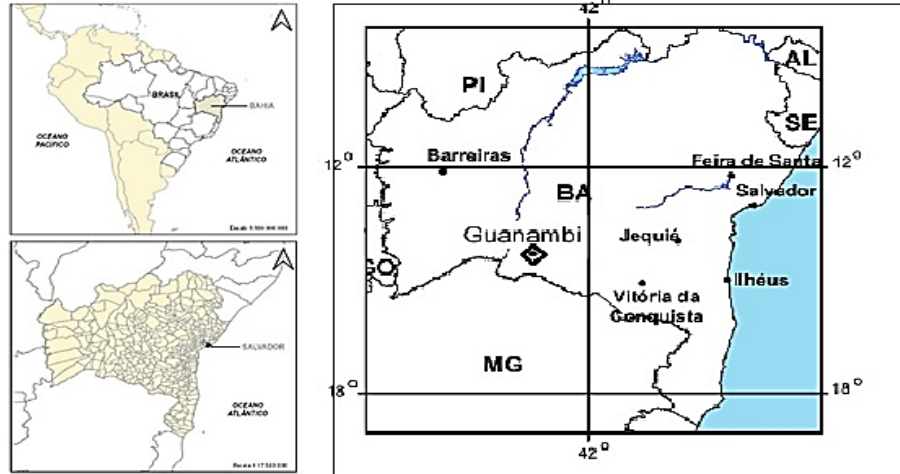 BRASIL
BAHIA
OCEANO
PACÍFICO
OCEANO
ATLÂNTICO
SALVADOR
OCEANO
ATLÂNTICO
42°
PI
AL
SE
Barreiras
Feira de Santa
12°
12°
BA
Salvador
Guanambi
Jequié
GO
Ilhéus
Vitória da
Conquista
MG
18°
18°
42°